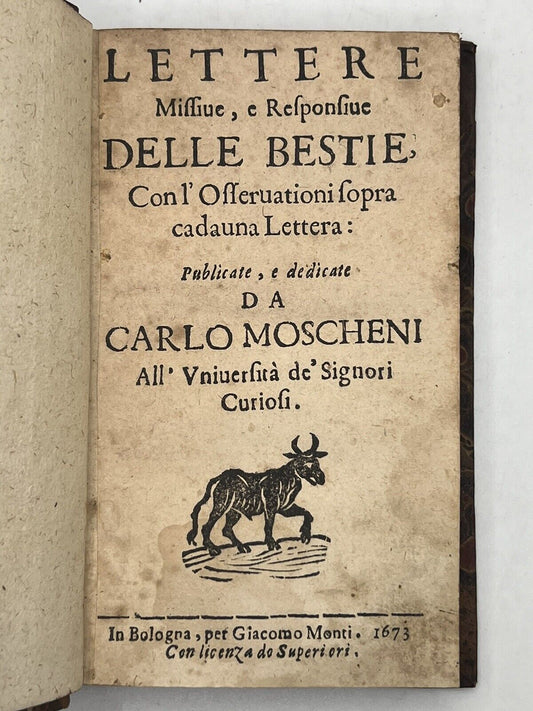 LETTERE
Miſſiue, e Reſponſiue
DELLE BESTIE,
Con l' Oſſeruationi ſopra
cadauna Lettera:
Publicate, e dedicate
DA
CARLO MOSCHENI
All' Vniuerſità de' Signori
Curioſi.
In Bologna, per Giacomo Monti. 1673
Con licenza do Superiori.